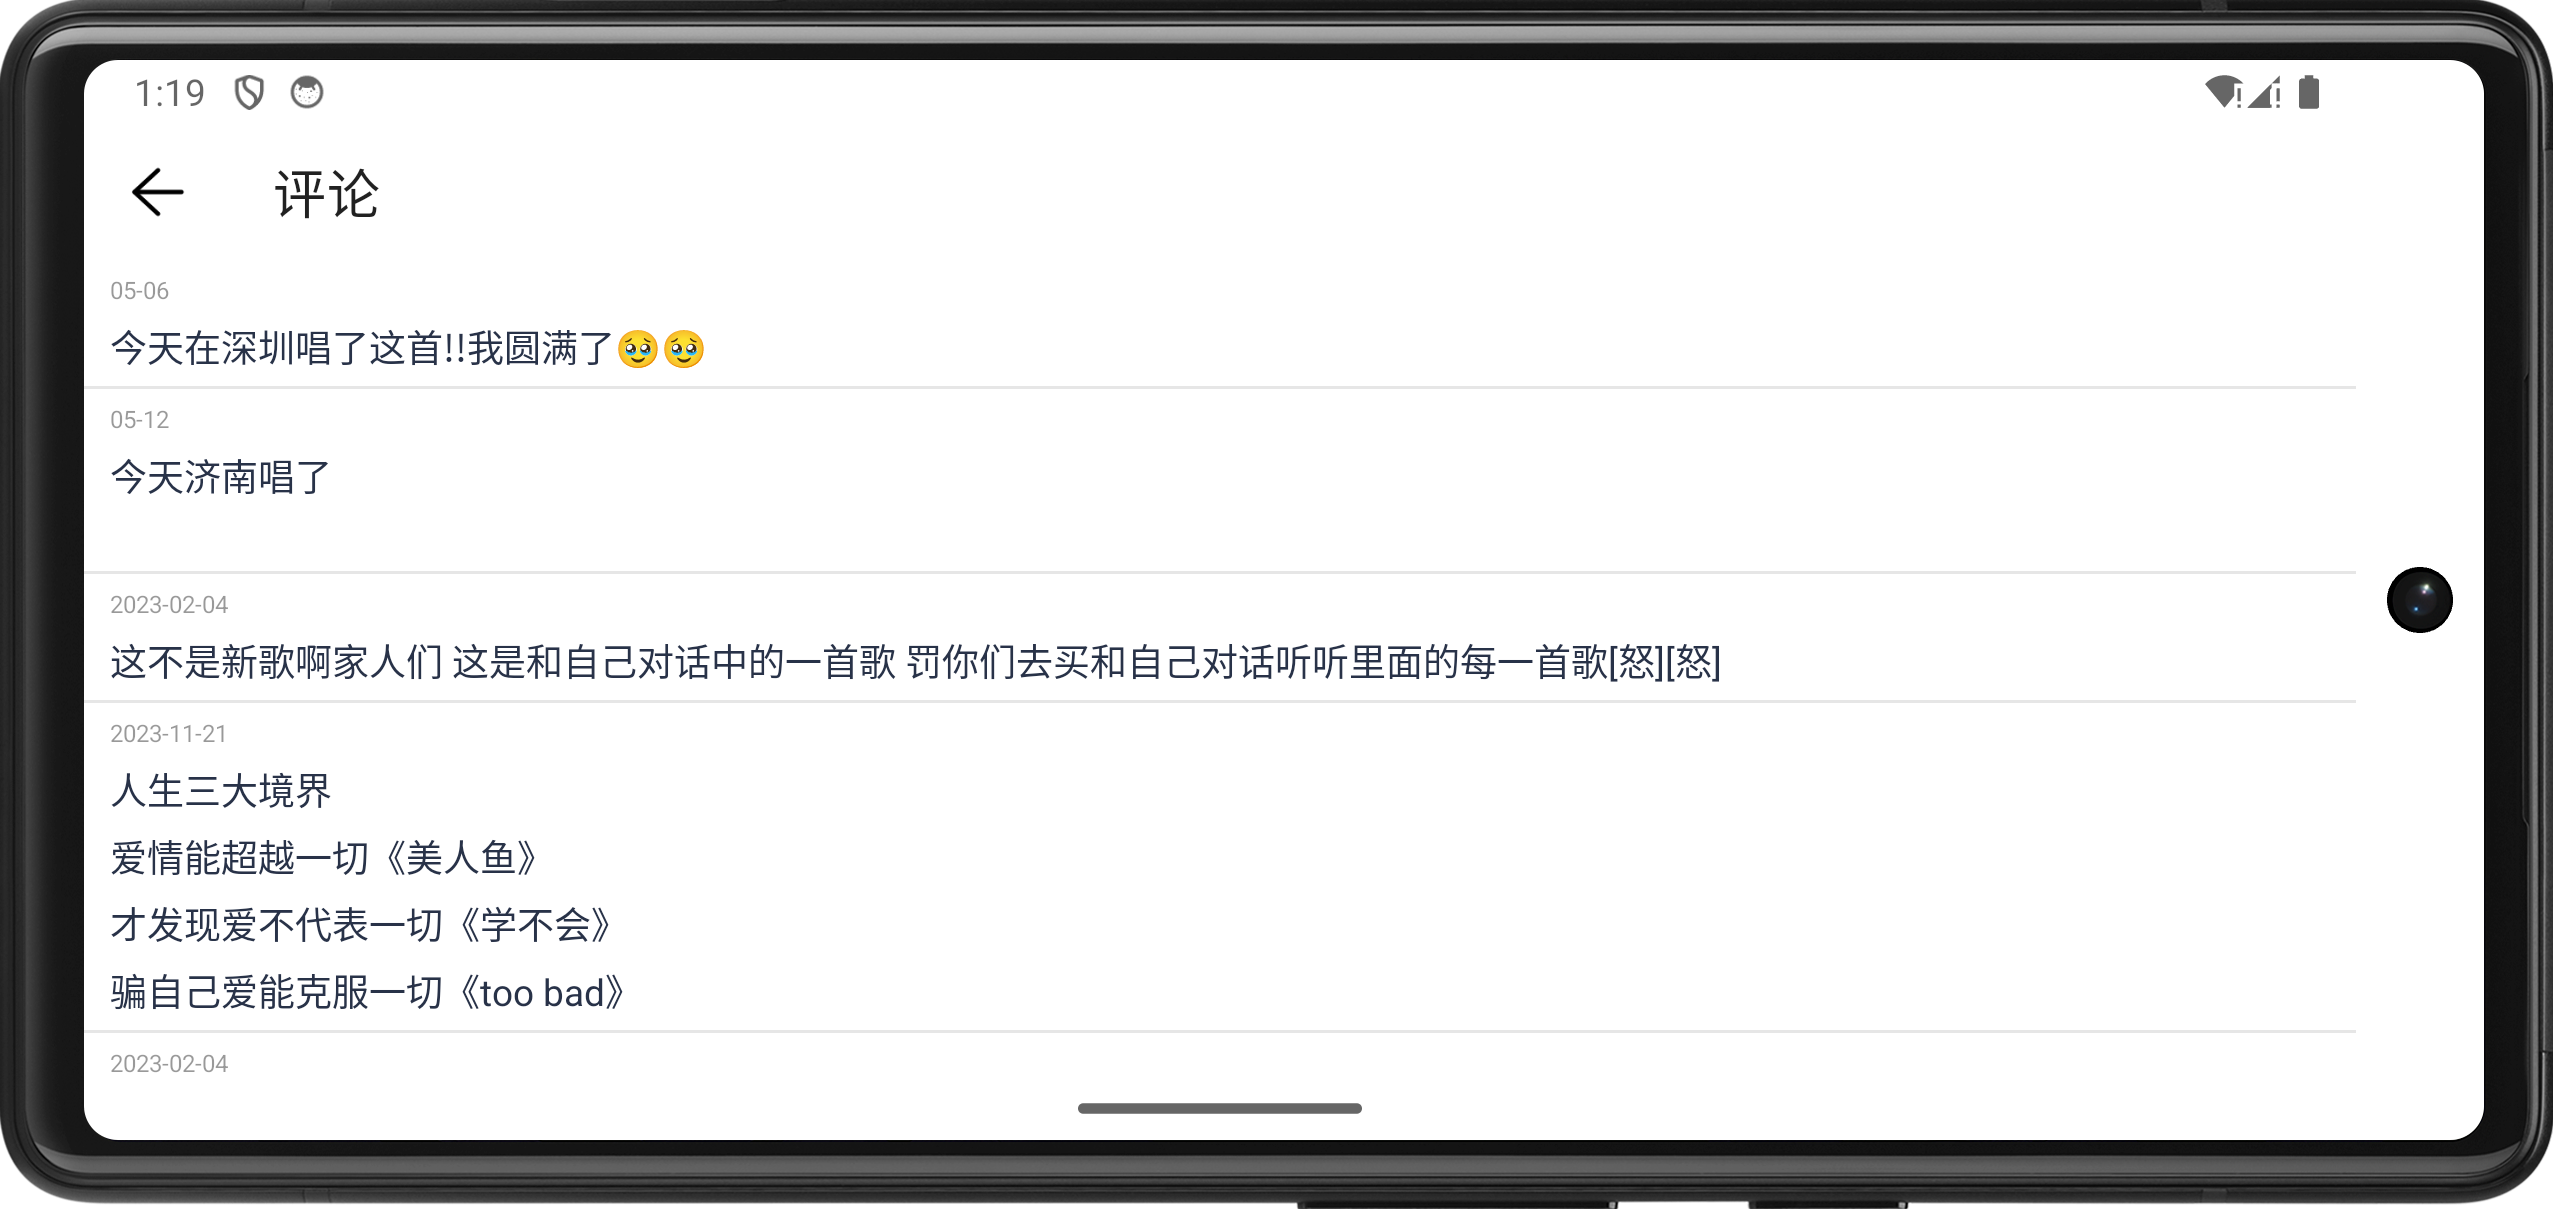 1:19
评论
05-06
今天在深圳唱了这首!!我圆满了🥹🥹
05-12
今天济南唱了
2023-02-04
这不是新歌啊家人们 这是和自己对话中的一首歌 罚你们去买和自己对话听听里面的每一首歌[怒][怒]
2023-11-21
人生三大境界
爱情能超越一切《美人鱼》
才发现爱不代表一切《学不会》
骗自己爱能克服一切《too bad》
2023-02-04